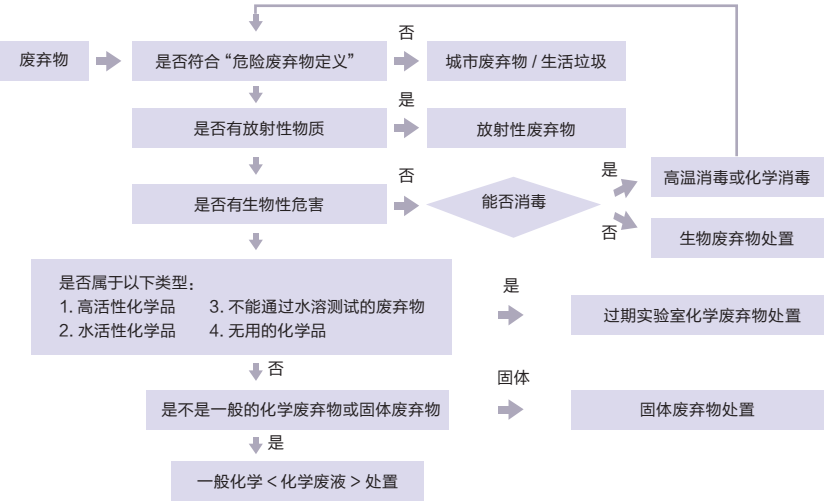 废弃物
是否符合“危险废弃物定义”
否
城市废弃物 / 生活垃圾
是否有放射性物质
是
放射性废弃物
是否有生物性危害
否
能否消毒
是
高温消毒或化学消毒
否
生物废弃物处置
是否属于以下类型：
1. 高活性化学品 3. 不能通过水溶测试的废弃物
2. 水活性化学品 4. 无用的化学品
是
过期实验室化学废弃物处置
否
是不是一般的化学废弃物或固体废弃物
固体
固体废弃物处置
是
一般化学 < 化学废液 > 处置